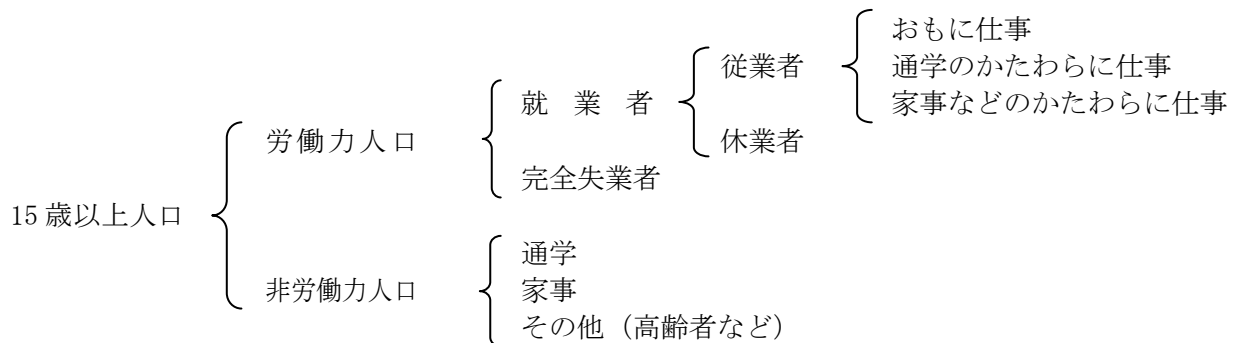 15 歳以上人口
労働力人口
就業者
従業者
おもに仕事
通学のかたわらに仕事
家事などのかたわらに仕事
休業者
完全失業者
非労働力人口
通学
家事
その他（高齢者など）